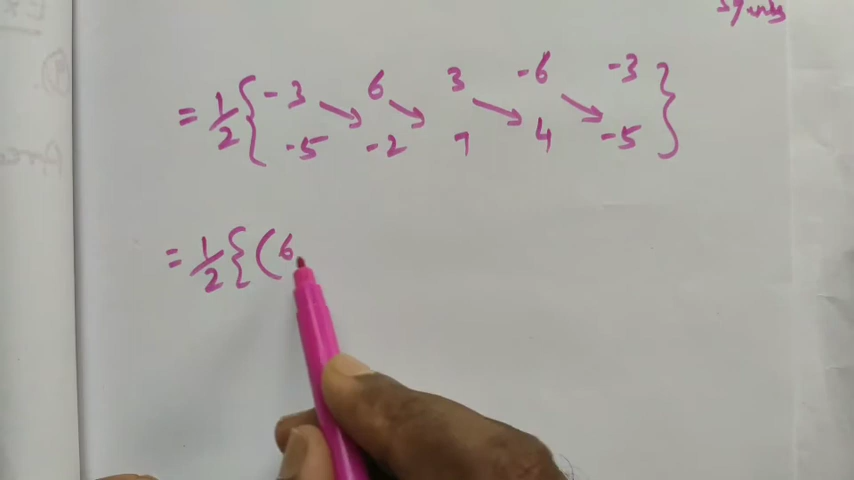 = 1/2 { -3 6 3 -6 -3 }
-5 -2 7 4 -5
= 1/2 { ( 6